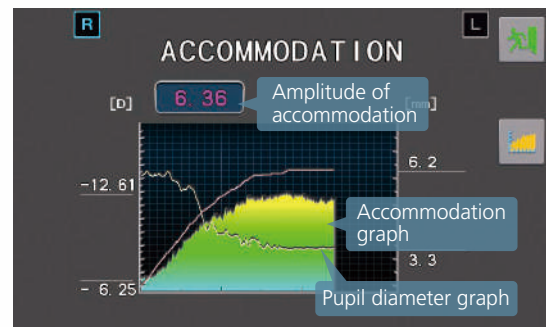 R
L
ACCOMMODATION
[D]
6.36
Amplitude of
accommodation
[mm]
-12.61
6.2
Accommodation
graph
3.3
- 6.25
Pupil diameter graph